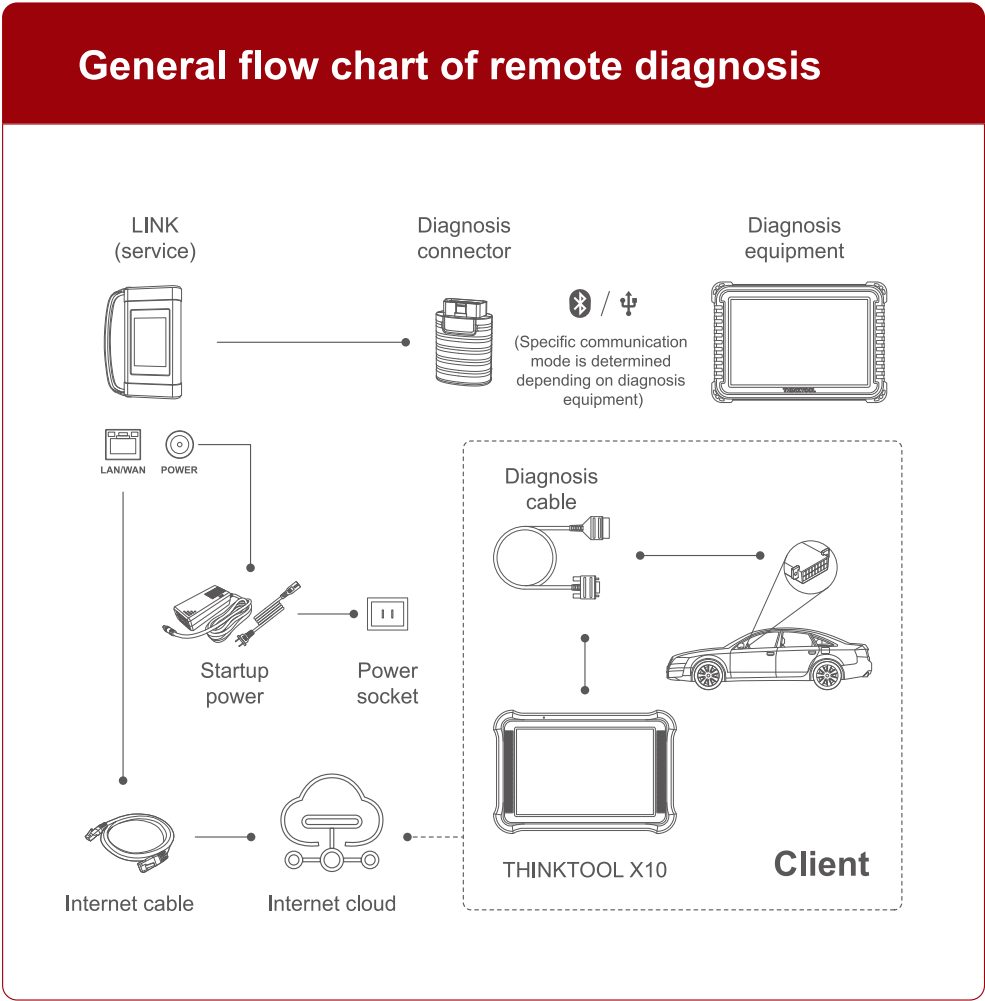 General flow chart of remote diagnosis
LINK
(service)
Diagnosis
connector
Diagnosis
equipment
/
(Specific communication
mode is determined
depending on diagnosis
equipment)
THINKTOOL
LAN/WAN
POWER
Diagnosis
cable
Startup
power
Power
socket
THINKTOOL X10
Client
Internet cable
Internet cloud